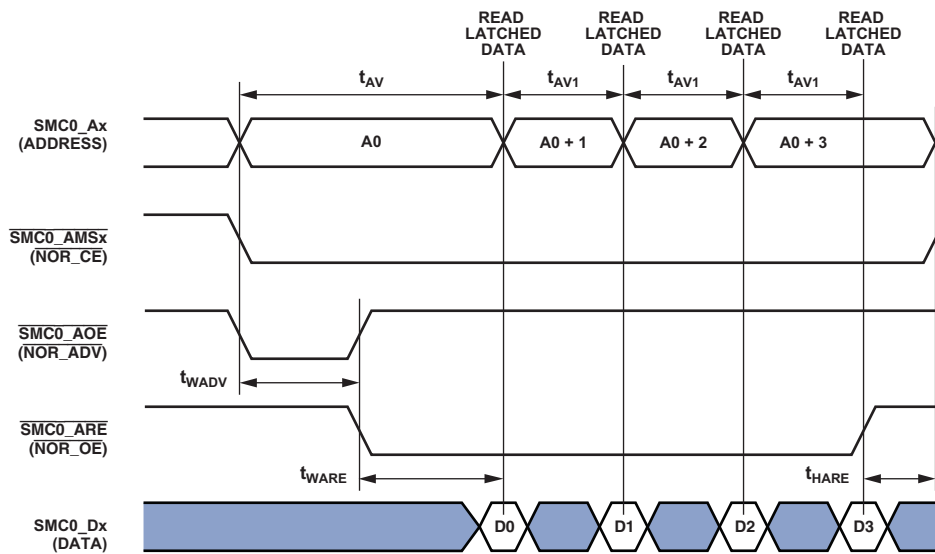 READ
LATCHED
DATA
READ
LATCHED
DATA
READ
LATCHED
DATA
READ
LATCHED
DATA
tAV
tAV1
tAV1
tAV1
SMC0_Ax
(ADDRESS)
A0
A0 + 1
A0 + 2
A0 + 3
SMC0_AMSx
(NOR_CE)
SMC0_AOE
(NOR_ADV)
tWADV
SMC0_ARE
(NOR_OE)
tWARE
tHARE
SMC0_Dx
(DATA)
D0
D1
D2
D3